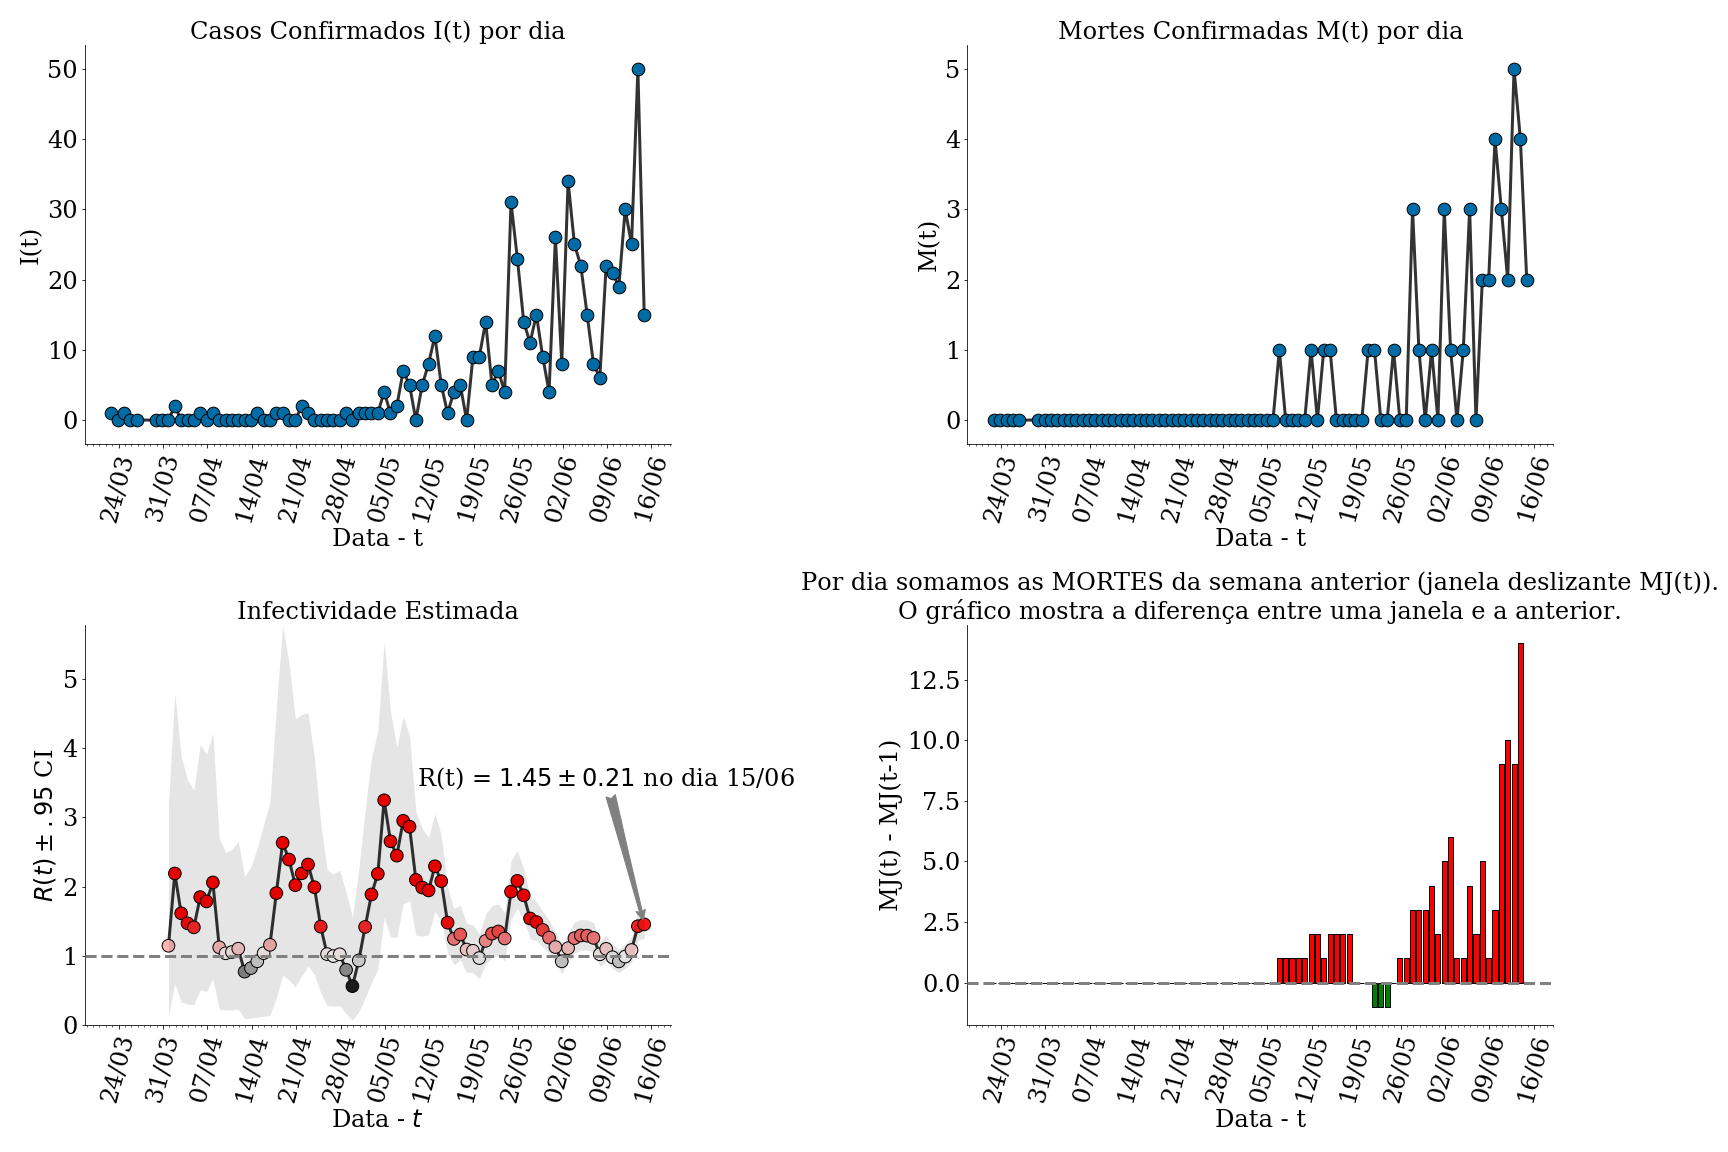 Casos Confirmados I(t) por dia
50
40
30
20
10
0
I(t)
24/03 31/03 07/04 14/04 21/04 28/04 05/05 12/05 19/05 26/05 02/06 09/06 16/06
Data - t
Mortes Confirmadas M(t) por dia
5
4
3
2
1
0
M(t)
24/03 31/03 07/04 14/04 21/04 28/04 05/05 12/05 19/05 26/05 02/06 09/06 16/06
Data - t
Infectividade Estimada
5
4
3
2
1
0
R(t) ± .95 CI
R(t) = 1.45 ± 0.21 no dia 15/06
24/03 31/03 07/04 14/04 21/04 28/04 05/05 12/05 19/05 26/05 02/06 09/06 16/06
Data - t
Por dia somamos as MORTES da semana anterior (janela deslizante MJ(t)).
O gráfico mostra a diferença entre uma janela e a anterior.
12.5
10.0
7.5
5.0
2.5
0.0
MJ(t) - MJ(t-1)
24/03 31/03 07/04 14/04 21/04 28/04 05/05 12/05 19/05 26/05 02/06 09/06 16/06
Data - t